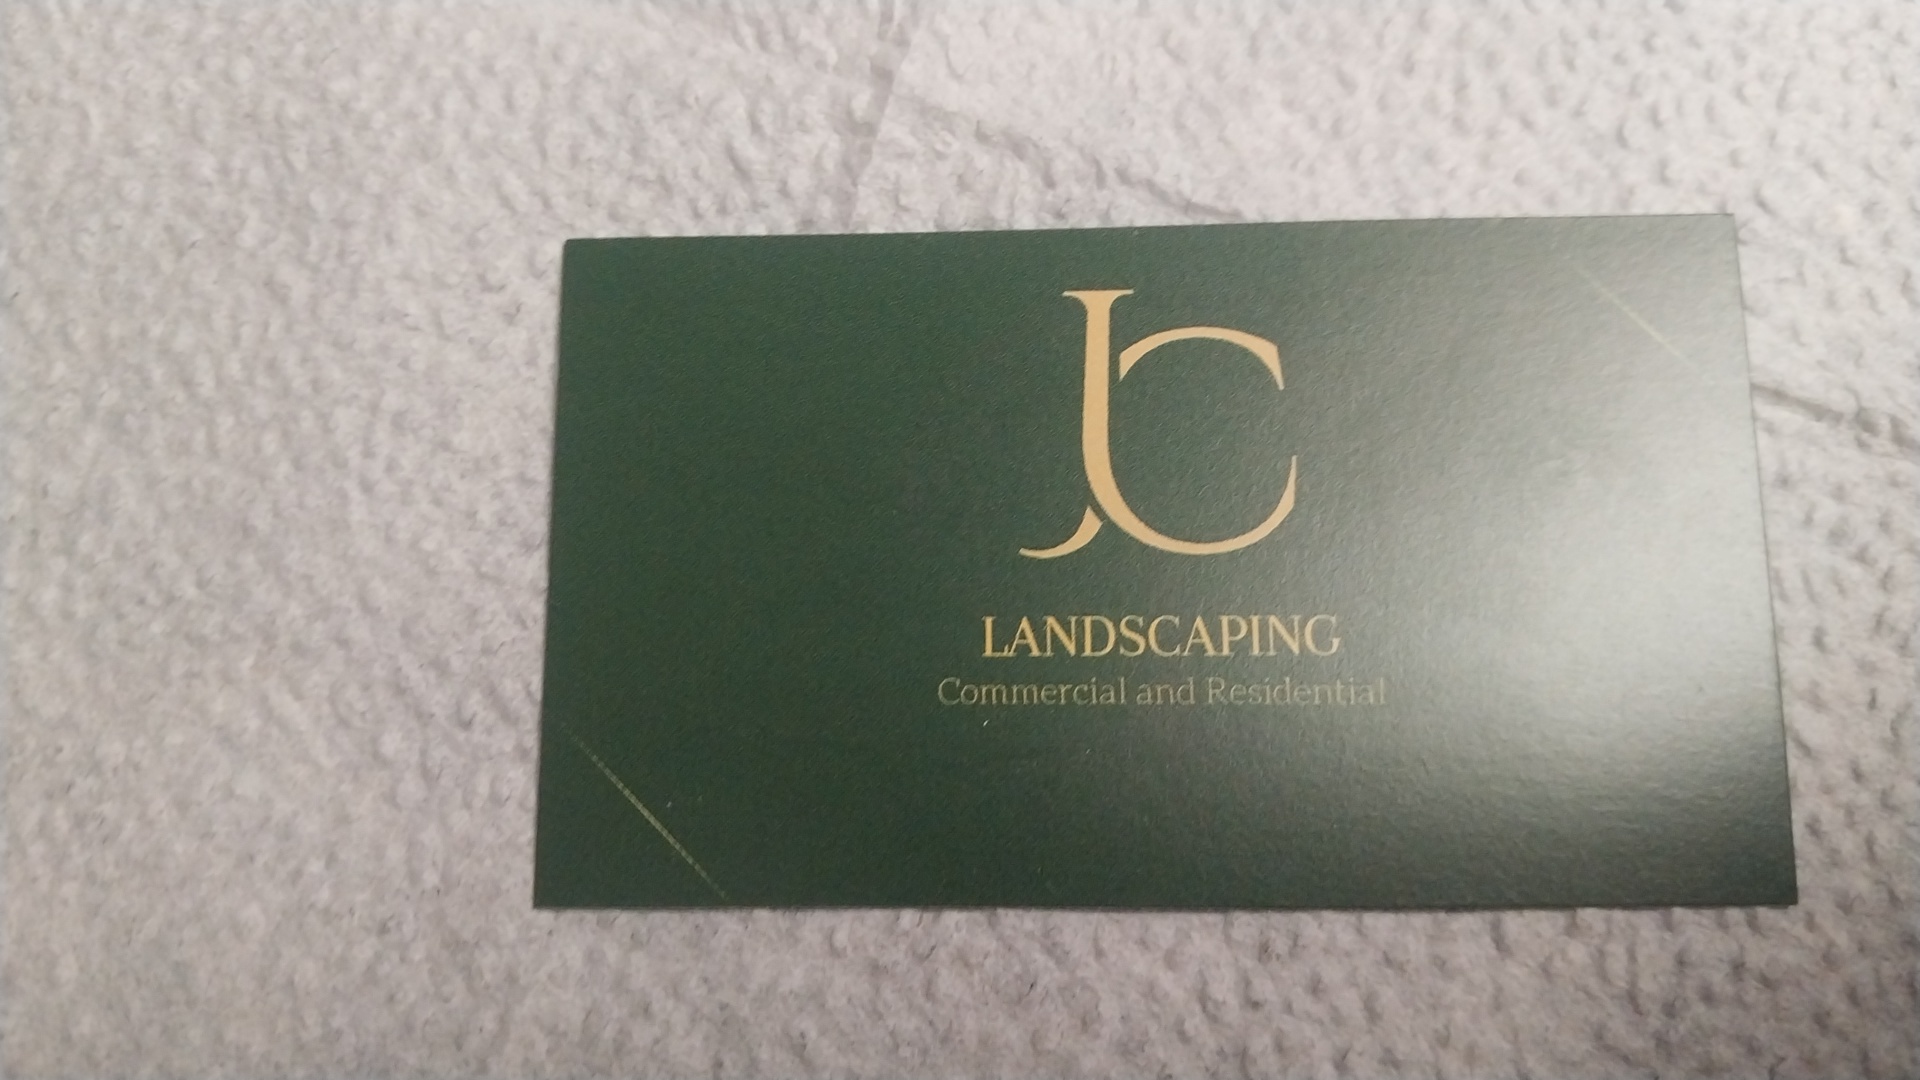 JC
LANDSCAPING
Commercial and Residential